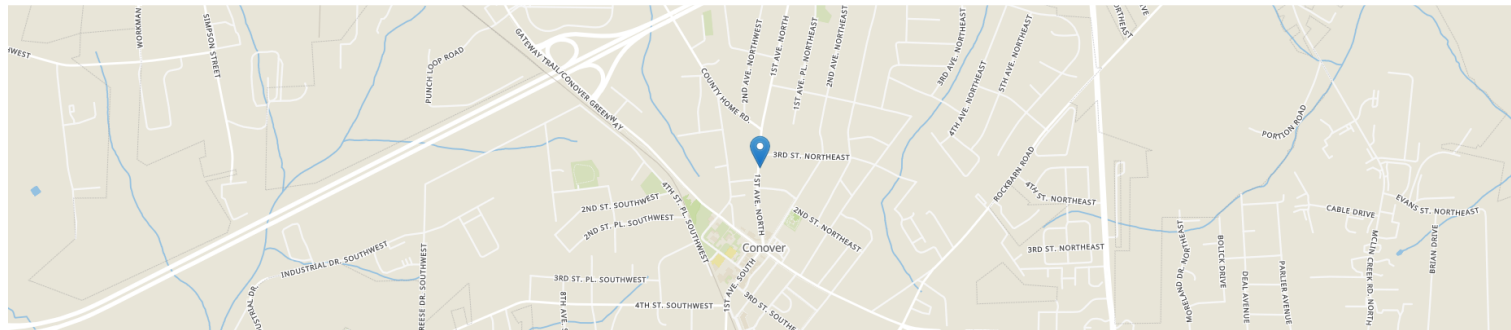 WORKMAN
SIMPSON STREET
PUNCH LOOP ROAD
GATEWAY TRAIL/CONOVER GREENWAY
COUNTY HOME RD.
2ND AVE. NORTHWEST
1ST AVE. NORTH
1ST AVE. PL. NORTHEAST
2ND AVE. NORTHEAST
3RD AVE. NORTHEAST
4TH AVE. NORTHEAST
5TH AVE. NORTHEAST
ROCKBARN ROAD
PORTION ROAD
3RD ST. NORTHEAST
1ST AVE. NORTH
2ND ST. NORTHEAST
4TH ST. PL. SOUTHWEST
2ND ST. SOUTHWEST
2ND ST. PL. SOUTHWEST
Conover
INDUSTRIAL DR. SOUTHWEST
REESE DR. SOUTHWEST
3RD ST. PL. SOUTHWEST
8TH AVE. S
4TH ST. SOUTHWEST
1ST AVE. SOUTH
3RD ST. SOUTHE
4TH ST. NORTHEAST
3RD ST. NORTHEAST
MORELAND DR. NORTHEAST
BOLICK DRIVE
DEAL AVENUE
PARLIER AVENUE
CABLE DRIVE
MCLIN CREEK RD. NORTH
EVANS ST. NORTHEAST
BRIAN DRIVE